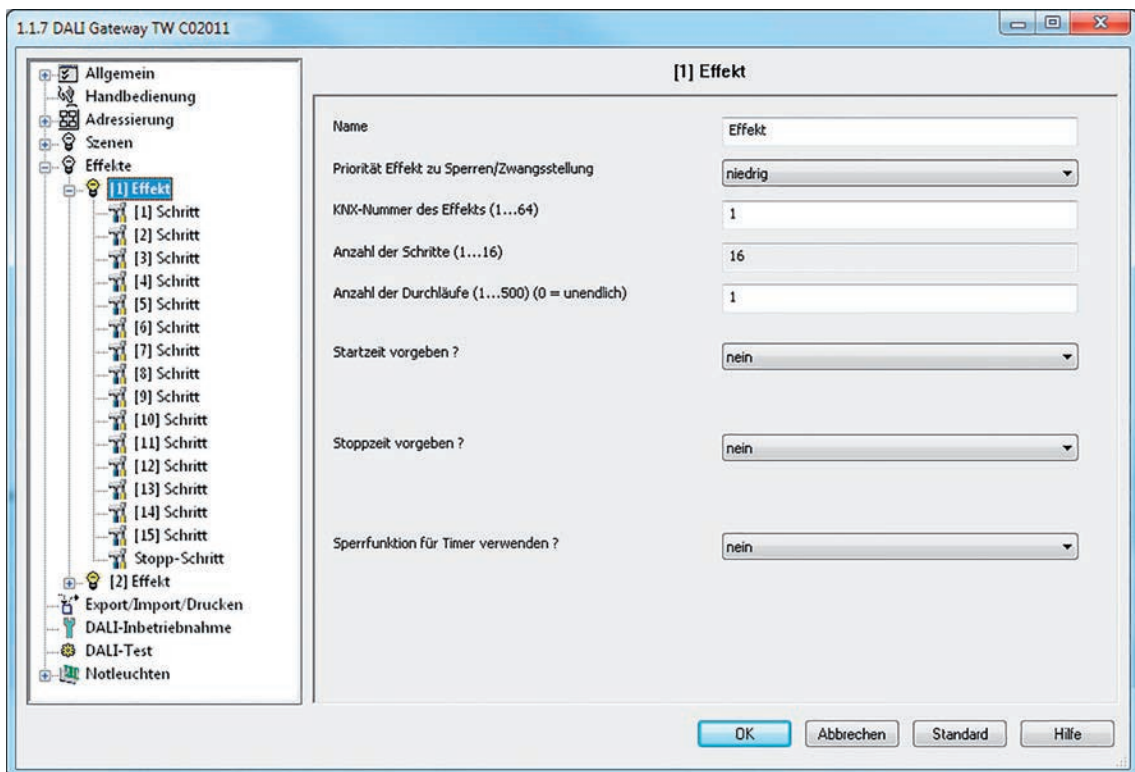 1.1.7 DALI Gateway TW C02011
Allgemein
Handbedienung
Adressierung
Szenen
Effekte
[1] Effekt
[1] Schritt
[2] Schritt
[3] Schritt
[4] Schritt
[5] Schritt
[6] Schritt
[7] Schritt
[8] Schritt
[9] Schritt
[10] Schritt
[11] Schritt
[12] Schritt
[13] Schritt
[14] Schritt
[15] Schritt
Stopp-Schritt
[2] Effekt
Export/Import/Drucken
DALI-Inbetriebnahme
DALI-Test
Notleuchten
[1] Effekt
Name Effekt
Priorität Effekt zu Sperren/Zwangsstellung niedrig
KNX-Nummer des Effekts (1...64) 1
Anzahl der Schritte (1...16) 16
Anzahl der Durchläufe (1...500) (0 = unendlich) 1
Startzeit vorgeben ? nein
Stoppzeit vorgeben ? nein
Sperrfunktion für Timer verwenden ? nein
OK Abbrechen Standard Hilfe